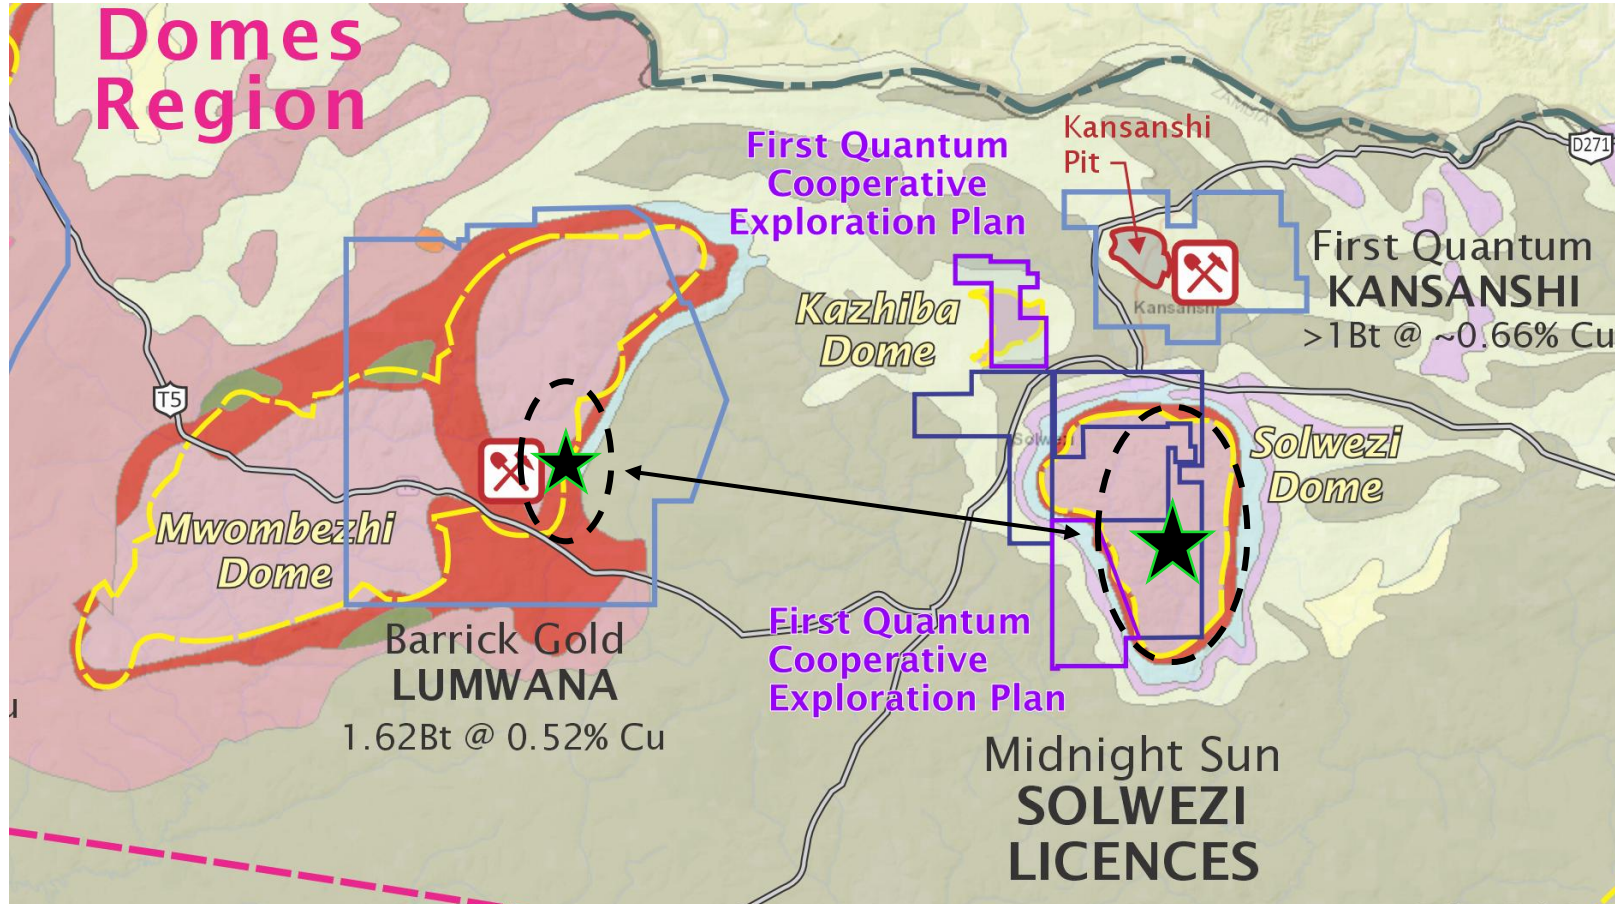 Domes
Region
ZAMBIA
D271
Kansanshi
Pit
First Quantum
Cooperative
Exploration Plan
First Quantum
KANSANSHI
>1Bt @ ~0.66% Cu
Kansanshi
Kazhiba
Dome
T5
Solwezi
Solwezi
Dome
Mwombezhi
Dome
Barrick Gold
LUMWANA
1.62Bt @ 0.52% Cu
First Quantum
Cooperative
Exploration Plan
Midnight Sun
SOLWEZI
LICENCES